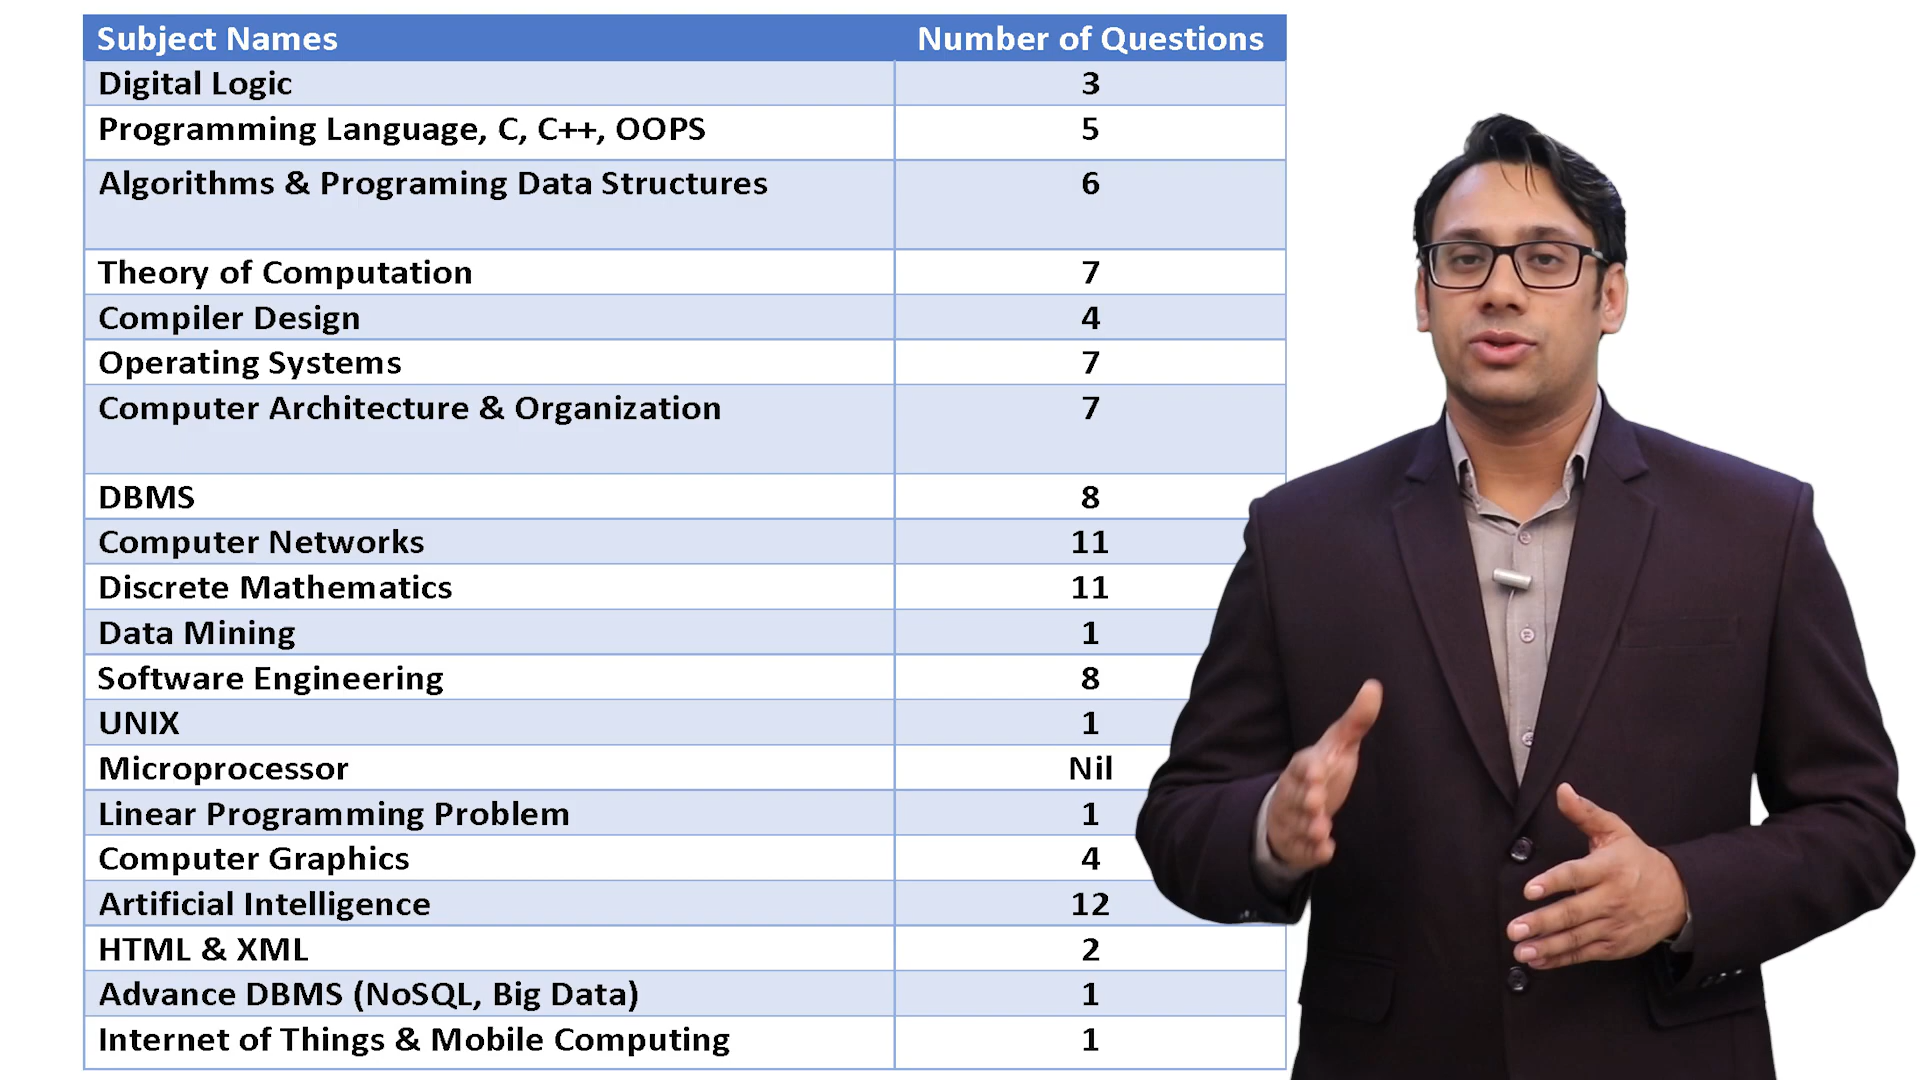 Subject Names Number of Questions
Digital Logic 3
Programming Language, C, C++, OOPS 5
Algorithms & Programing Data Structures 6
Theory of Computation 7
Compiler Design 4
Operating Systems 7
Computer Architecture & Organization 7
DBMS 8
Computer Networks 11
Discrete Mathematics 11
Data Mining 1
Software Engineering 8
UNIX 1
Microprocessor Nil
Linear Programming Problem 1
Computer Graphics 4
Artificial Intelligence 12
HTML & XML 2
Advance DBMS (NoSQL, Big Data) 1
Internet of Things & Mobile Computing 1